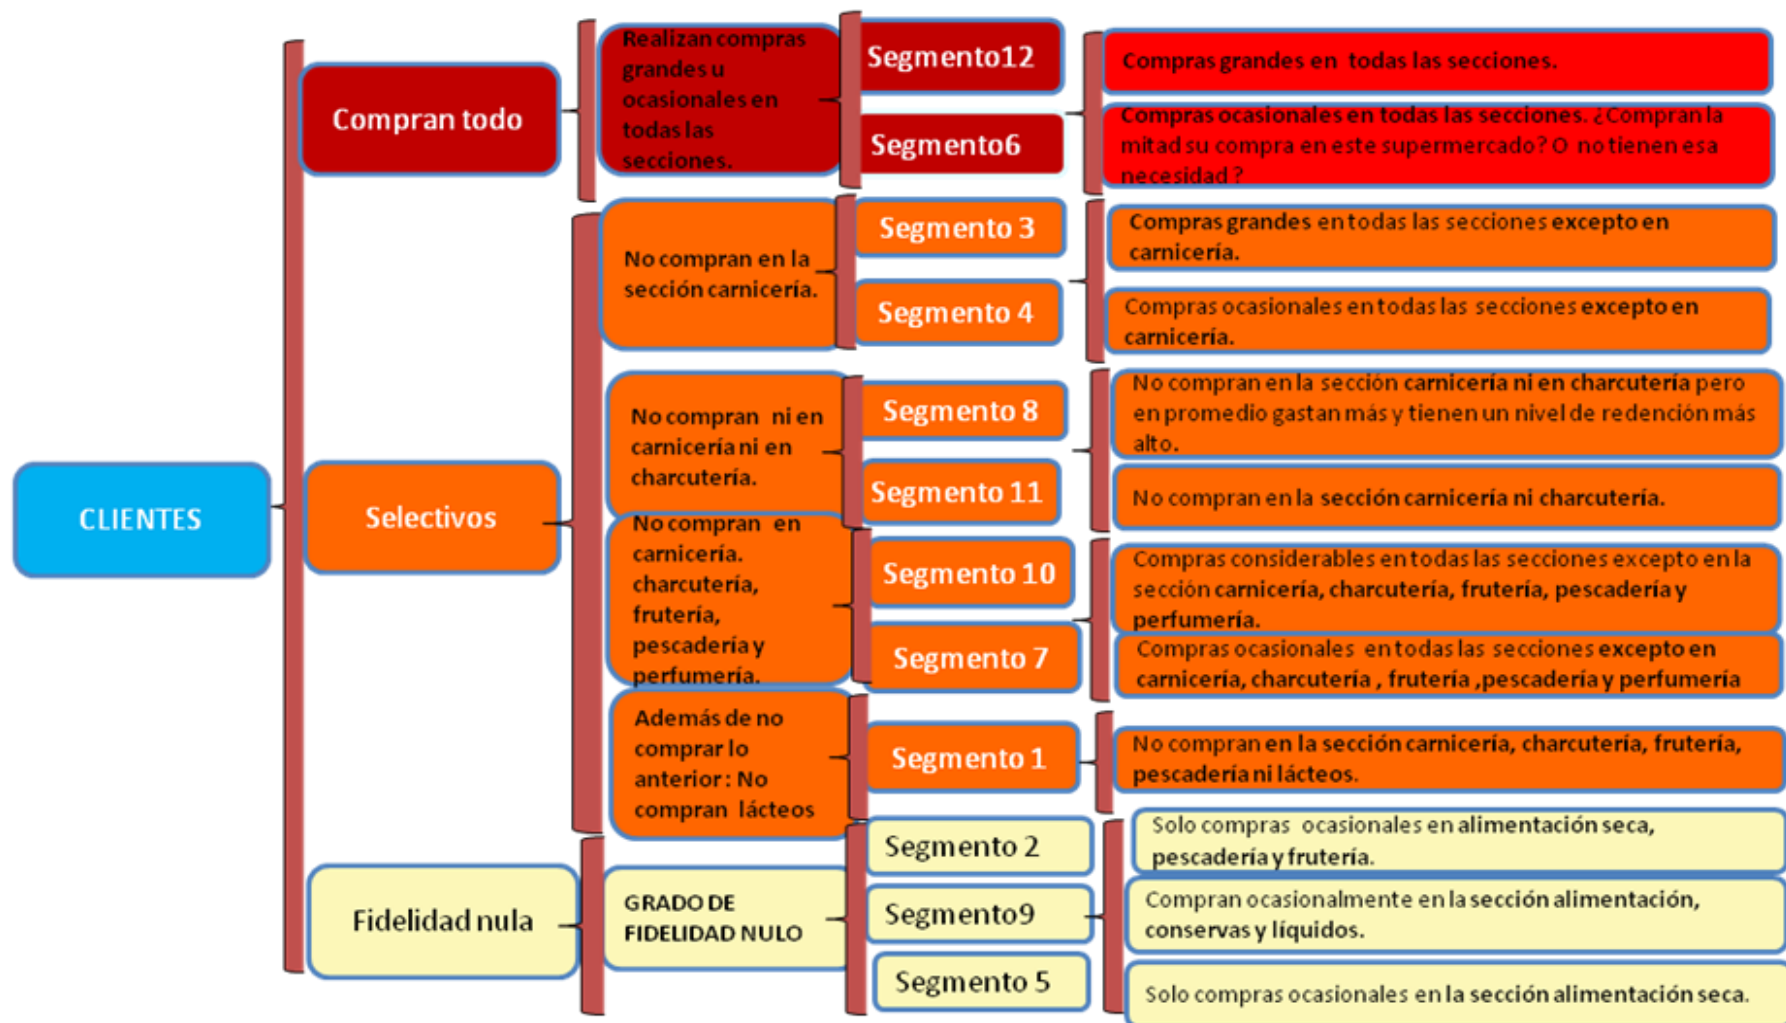 CLIENTES
Compran todo
Realizan compras
grandes u
ocasionales en
todas las
secciones.
Segmento12
Compras grandes en todas las secciones.
Segmento6
Compras ocasionales en todas las secciones. ¿Compran la
mitad su compra en este supermercado? O no tienen esa
necesidad ?
Selectivos
No compran en la
sección carnicería.
Segmento 3
Compras grandes en todas las secciones excepto en
carnicería.
Segmento 4
Compras ocasionales en todas las secciones excepto en
carnicería.
No compran ni en
carnicería ni en
charcutería.
Segmento 8
No compran en la sección carnicería ni en charcutería pero
en promedio gastan más y tienen un nivel de redención más
alto.
Segmento 11
No compran en la sección carnicería ni charcutería.
No compran en
carnicería.
charcutería,
frutería,
pescadería y
perfumería.
Segmento 10
Compras considerables en todas las secciones excepto en la
sección carnicería, charcutería, frutería, pescadería y
perfumería.
Segmento 7
Compras ocasionales en todas las secciones excepto en
carnicería, charcutería , frutería ,pescadería y perfumería
Además de no
comprar lo
anterior : No
compran lácteos
Segmento 1
No compran en la sección carnicería, charcutería, frutería,
pescadería ni lácteos.
Fidelidad nula
GRADO DE
FIDELIDAD NULO
Segmento 2
Solo compras ocasionales en alimentación seca,
pescadería y frutería.
Segmento9
Compran ocasionalmente en la sección alimentación,
conservas y líquidos.
Segmento 5
Solo compras ocasionales en la sección alimentación seca.